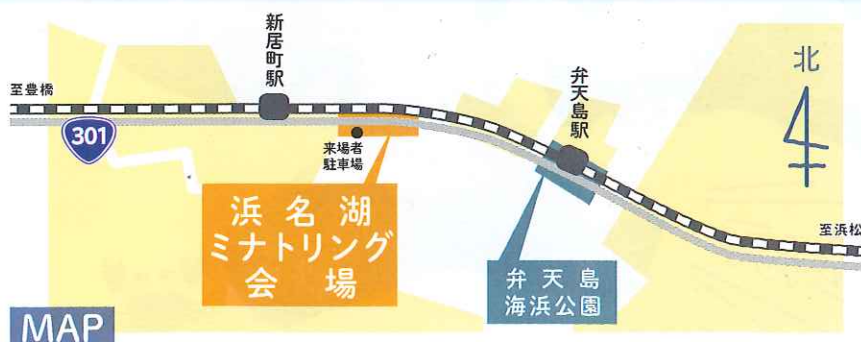 新居町駅
至豊橋
301
来場者
駐車場
弁天島駅
北
浜名湖
ミナトリング
会場
弁天島
海浜公園
至浜松
MAP